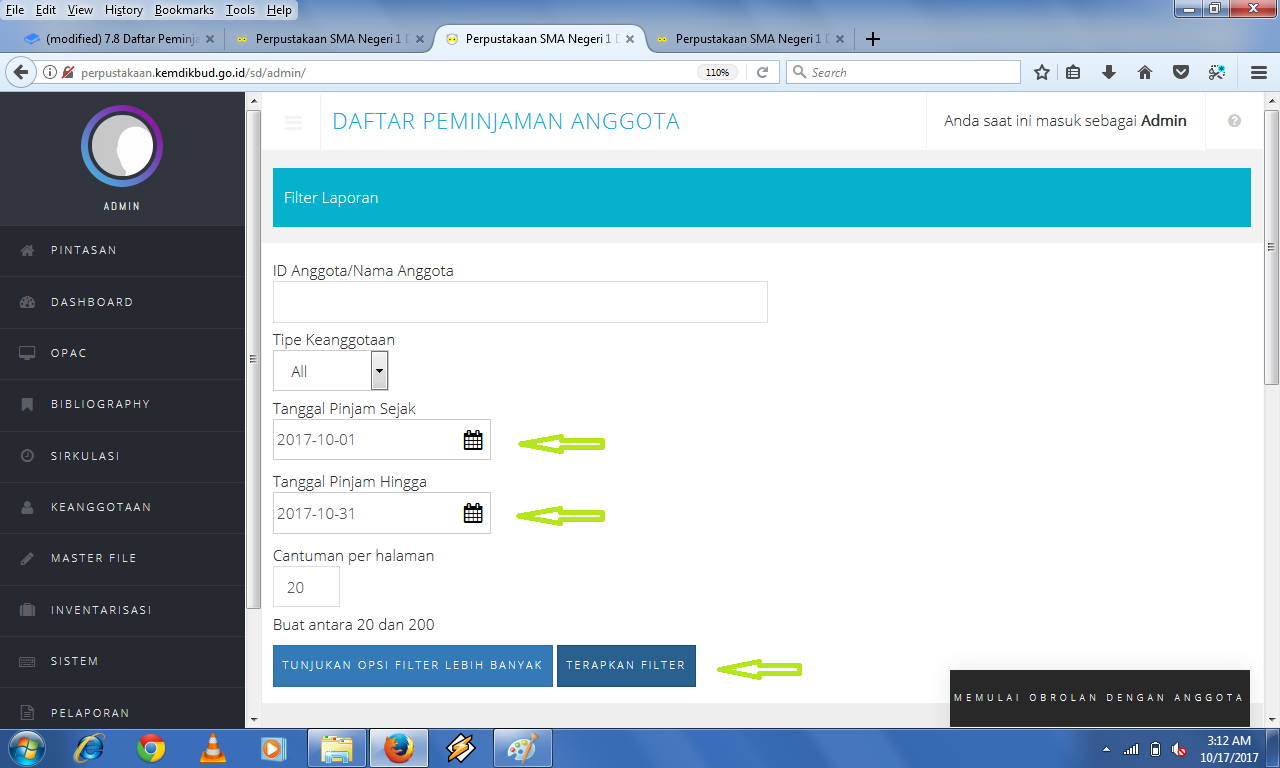 File Edit View History Bookmarks Tools Help
(modified) 7.8 Daftar Peminja
Perpustakaan SMA Negeri 1
Perpustakaan SMA Negeri 1
Perpustakaan SMA Negeri 1
perpustakaan.kemdikbud.go.id/sd/admin/
110%
Search
ADMIN
PINTASAN
DASHBOARD
OPAC
BIBLIOGRAPHY
SIRKULASI
KEANGGOTAAN
MASTER FILE
INVENTARISASI
SISTEM
PELAPORAN
DAFTAR PEMINJAMAN ANGGOTA
Anda saat ini masuk sebagai Admin
Filter Laporan
ID Anggota/Nama Anggota
Tipe Keanggotaan
All
Tanggal Pinjam Sejak
2017-10-01
Tanggal Pinjam Hingga
2017-10-31
Cantuman per halaman
20
Buat antara 20 dan 200
TUNJUKAN OPSI FILTER LEBIH BANYAK
TERAPKAN FILTER
MEMULAI OBROLAN DENGAN ANGGOTA
3:12 AM
10/17/2017